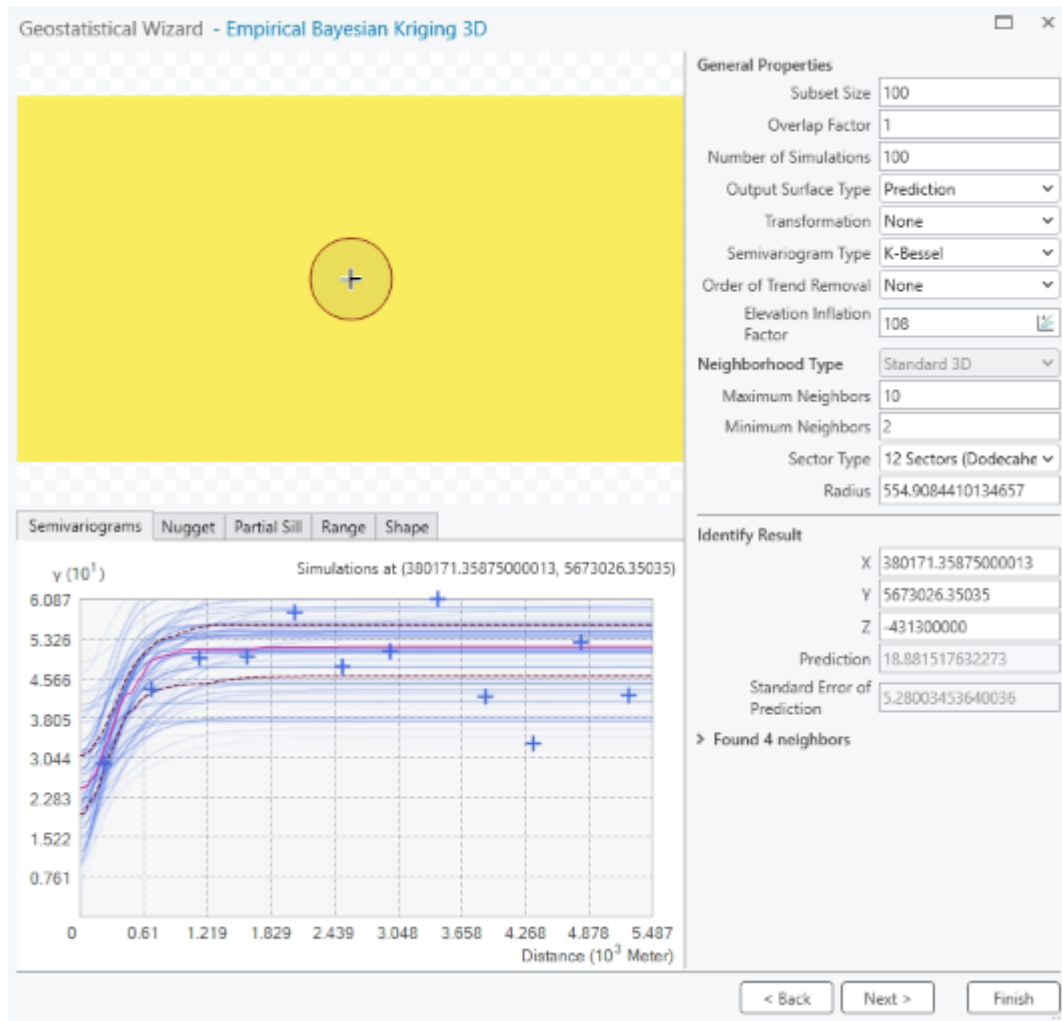 Geostatistical Wizard - Empirical Bayesian Kriging 3D
General Properties
Subset Size 100
Overlap Factor 1
Number of Simulations 100
Output Surface Type Prediction
Transformation None
Semivariogram Type K-Bessel
Order of Trend Removal None
Elevation Inflation
Factor
108
Neighborhood Type Standard 3D
Maximum Neighbors 10
Minimum Neighbors 2
Sector Type 12 Sectors (Dodecahe
Radius 554.9084410134657
Identify Result
X 380171.35875000013
Y 5673026.35035
Z -431300000
Prediction 18.881517632273
Standard Error of
Prediction
5.28003453640036
> Found 4 neighbors
Semivariograms Nugget Partial Sill Range Shape
γ (10¹)
Simulations at (380171.35875000013, 5673026.35035)
6.087
5.326
4.566
3.805
3.044
2.283
1.522
0.761
0 0.61 1.219 1.829 2.439 3.048 3.658 4.268 4.878 5.487
Distance (10³ Meter)
< Back Next > Finish